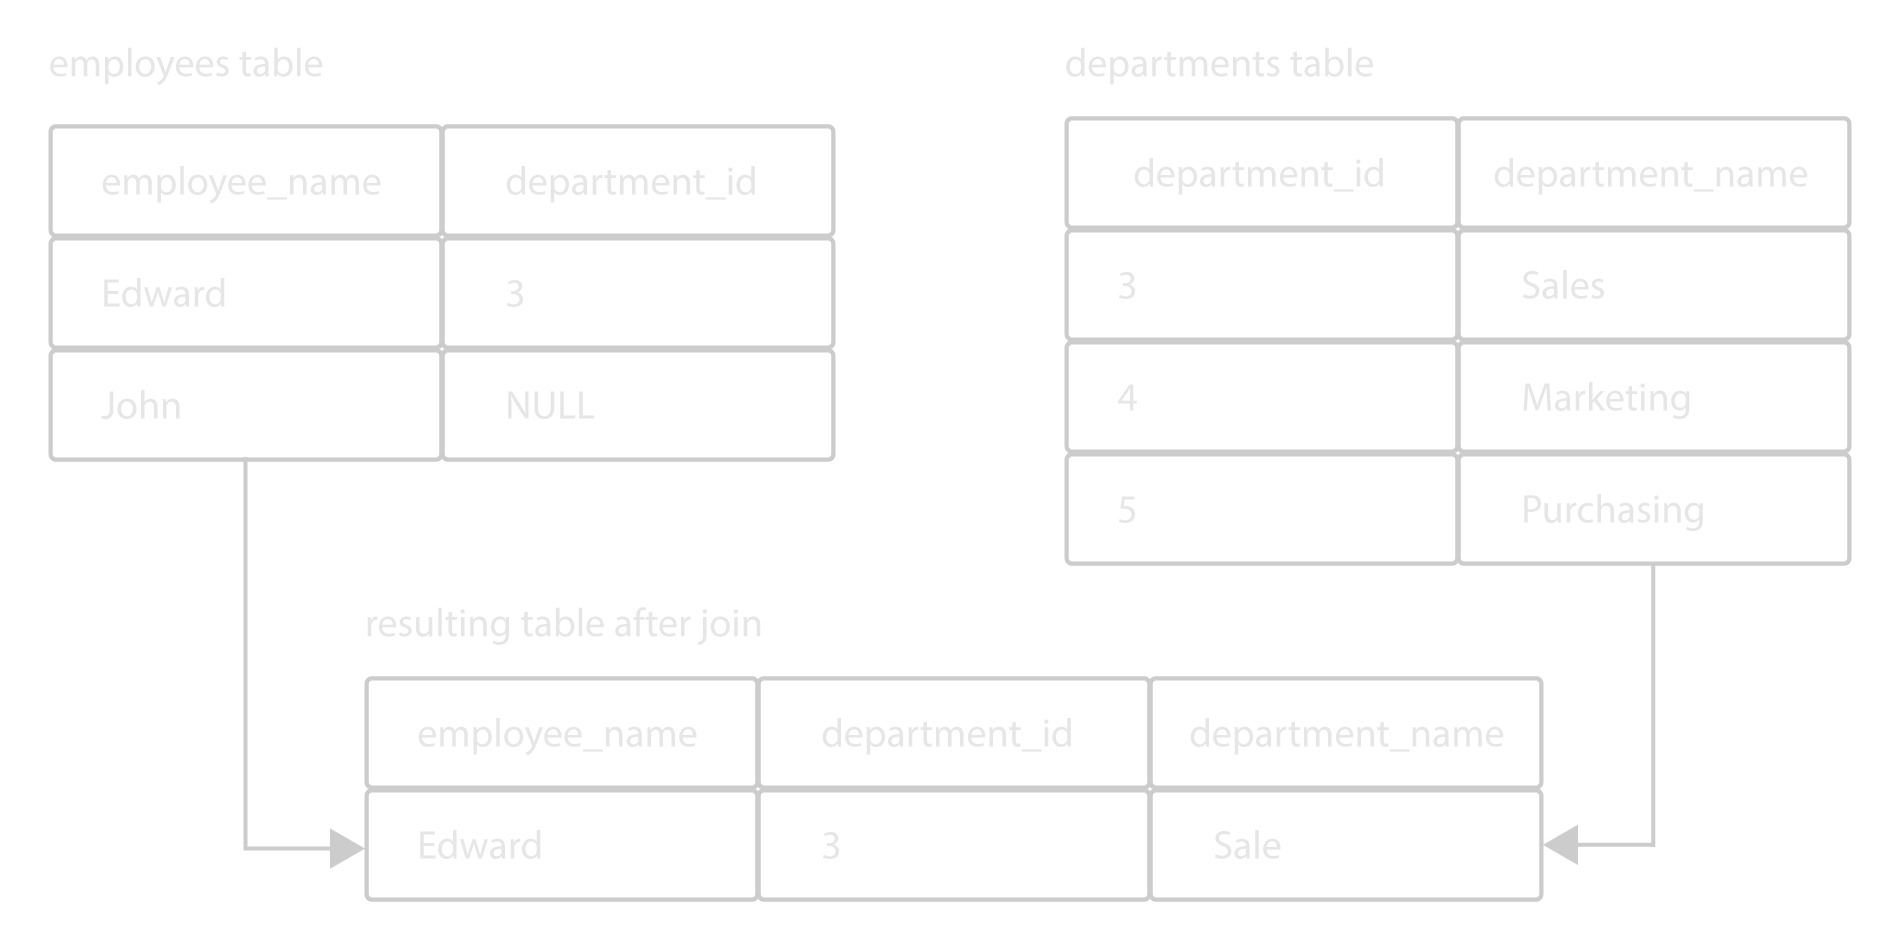 employees table
employee_name department_id
Edward 3
John NULL
departments table
department_id department_name
3 Sales
4 Marketing
5 Purchasing
resulting table after join
employee_name department_id department_name
Edward 3 Sale